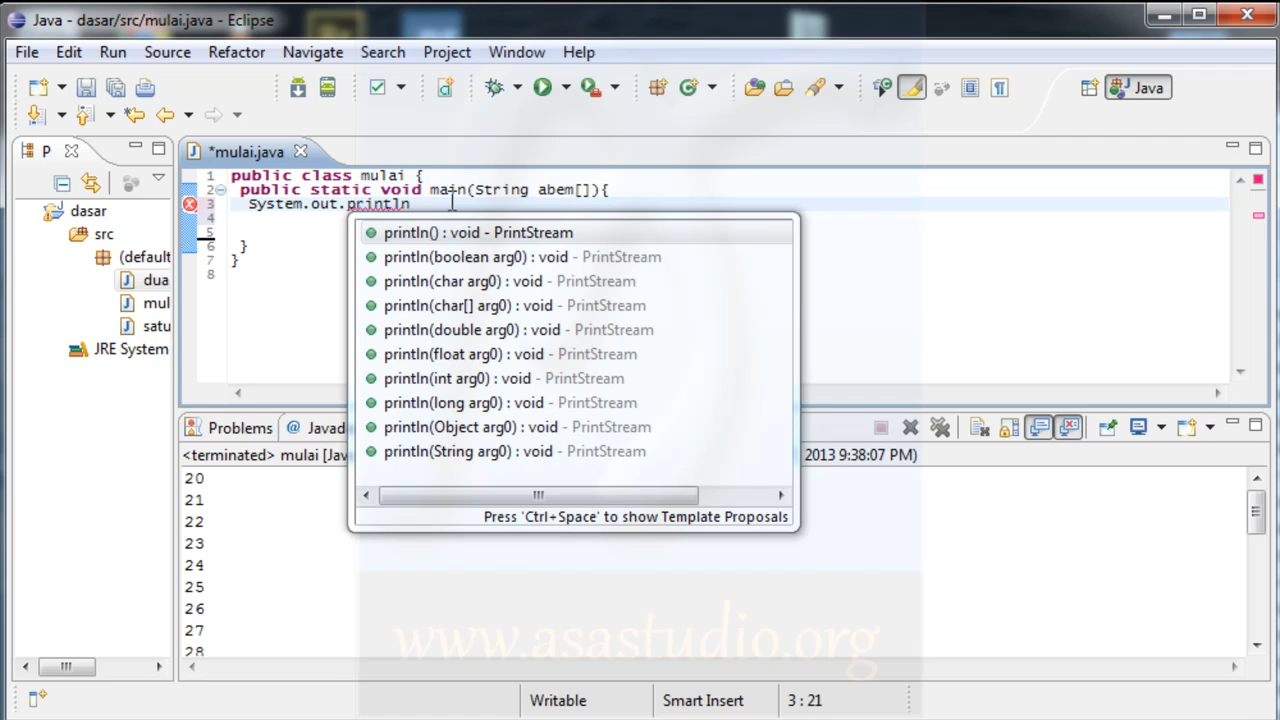 Java - dasar/src/mulai.java - Eclipse
File Edit Run Source Refactor Navigate Search Project Window Help
Java
P
*mulai.java
dasar
src
(default
dua
mul
satu
JRE System
1 public class mulai {
2 public static void main(String abem[]){
3 System.out.println
4
5
6 }
7 }
8
println() : void - PrintStream
println(boolean arg0) : void - PrintStream
println(char arg0) : void - PrintStream
println(char[] arg0) : void - PrintStream
println(double arg0) : void - PrintStream
println(float arg0) : void - PrintStream
println(int arg0) : void - PrintStream
println(long arg0) : void - PrintStream
println(Object arg0) : void - PrintStream
println(String arg0) : void - PrintStream
Press 'Ctrl+Space' to show Template Proposals
Problems @ Javad
<terminated> mulai [Jav 2013 9:38:07 PM)
20
21
22
23
24
25
26
27
28
www.asastudio.org
Writable Smart Insert 3 : 21